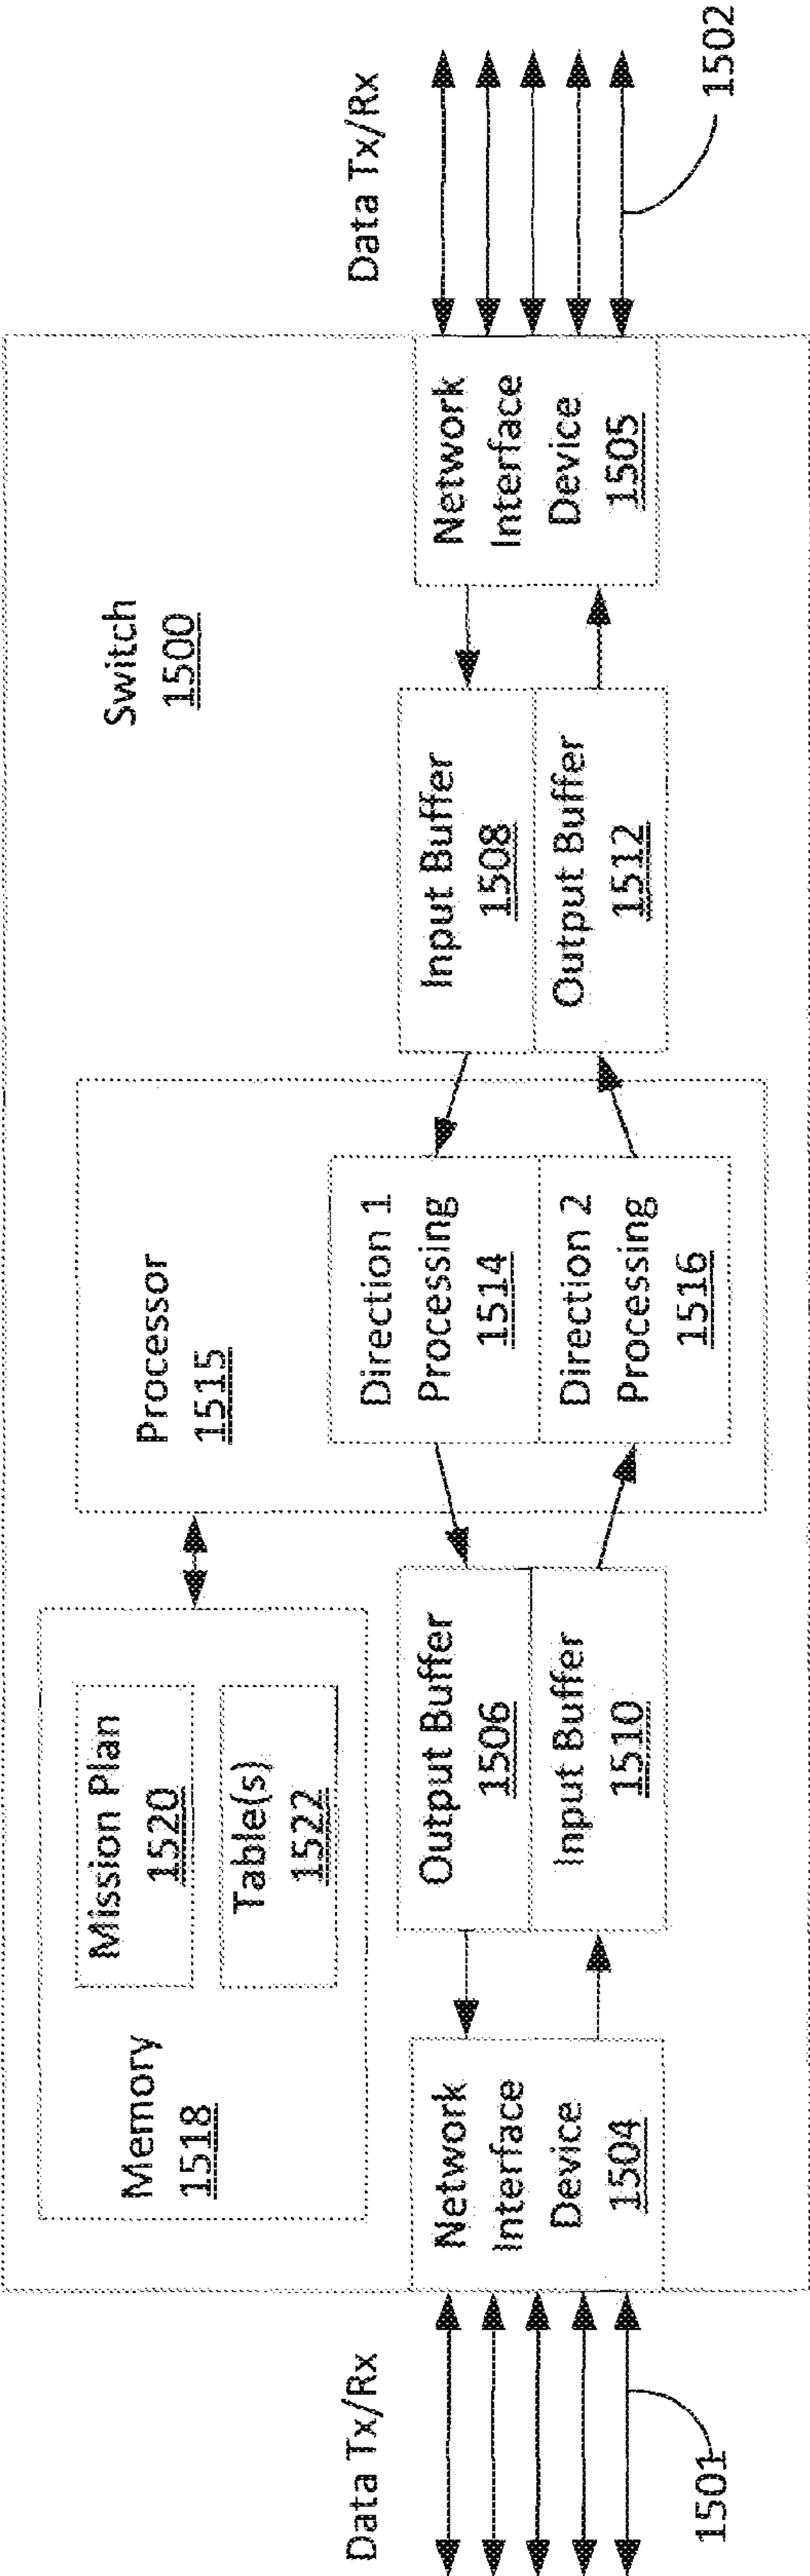 Switch
1500
Memory
1518
Mission Plan
1520
Table(s)
1522
Processor
1515
Data Tx/Rx
1501
Network
Interface
Device
1504
Output Buffer
1506
Input Buffer
1510
Direction 1
Processing
1514
Direction 2
Processing
1516
Input Buffer
1508
Output Buffer
1512
Network
Interface
Device
1505
Data Tx/Rx
1502